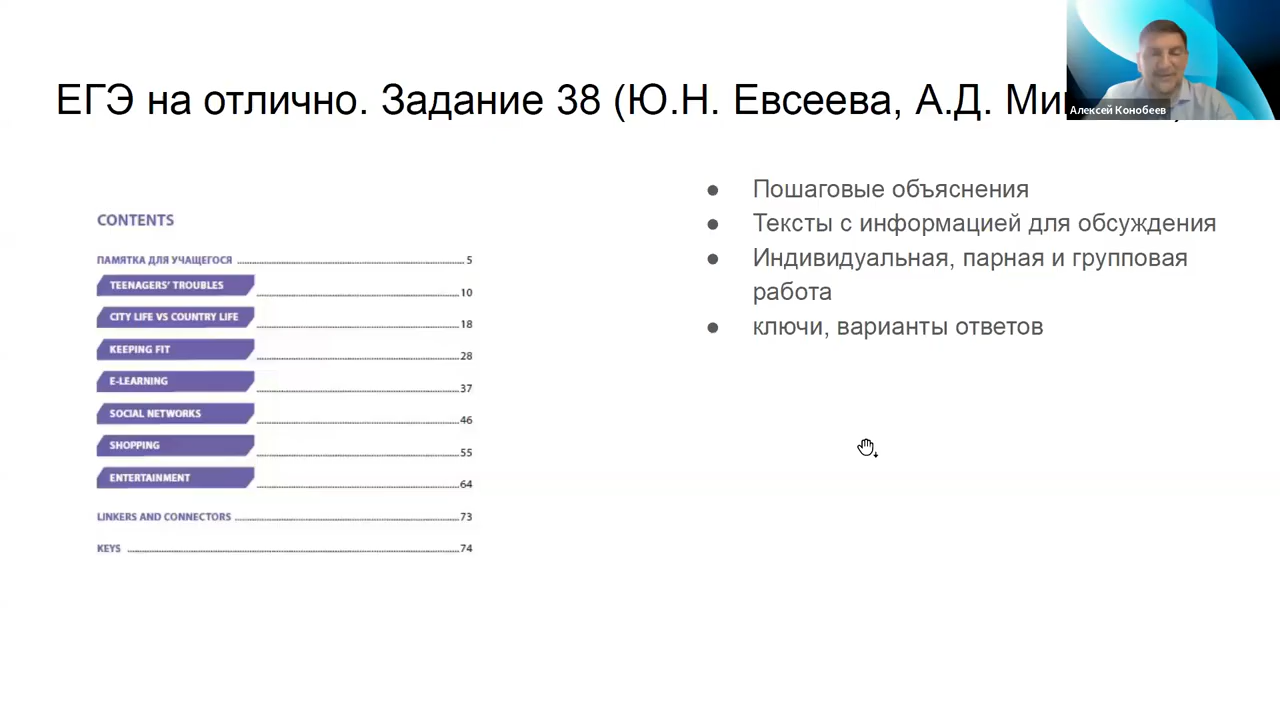 ЕГЭ на отлично. Задание 38 (Ю.Н. Евсеева, А.Д.
Алексей Конобеев
CONTENTS
ПАМЯТКА ДЛЯ УЧАЩЕГОСЯ 5
TEENAGERS' TROUBLES 10
CITY LIFE VS COUNTRY LIFE 18
KEEPING FIT 28
E-LEARNING 37
SOCIAL NETWORKS 46
SHOPPING 55
ENTERTAINMENT 64
LINKERS AND CONNECTORS 73
KEYS 74
● Пошаговые объяснения
● Тексты с информацией для обсуждения
● Индивидуальная, парная и групповая
работа
● ключи, варианты ответов